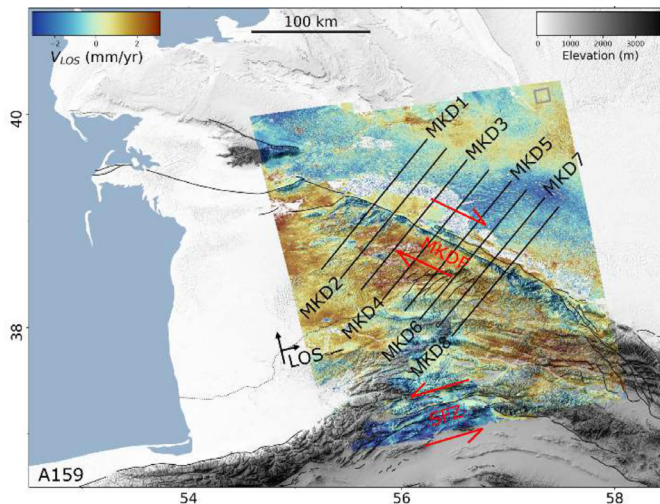 100 km
−2 0 2
V_LOS (mm/yr)
0 1000 2000 3000
Elevation (m)
40
38
MKD1
MKD3
MKD5
MKD7
MKDF
MKD2
MKD4
MKD6
MKD8
LOS
SFZ
A159
54 56 58